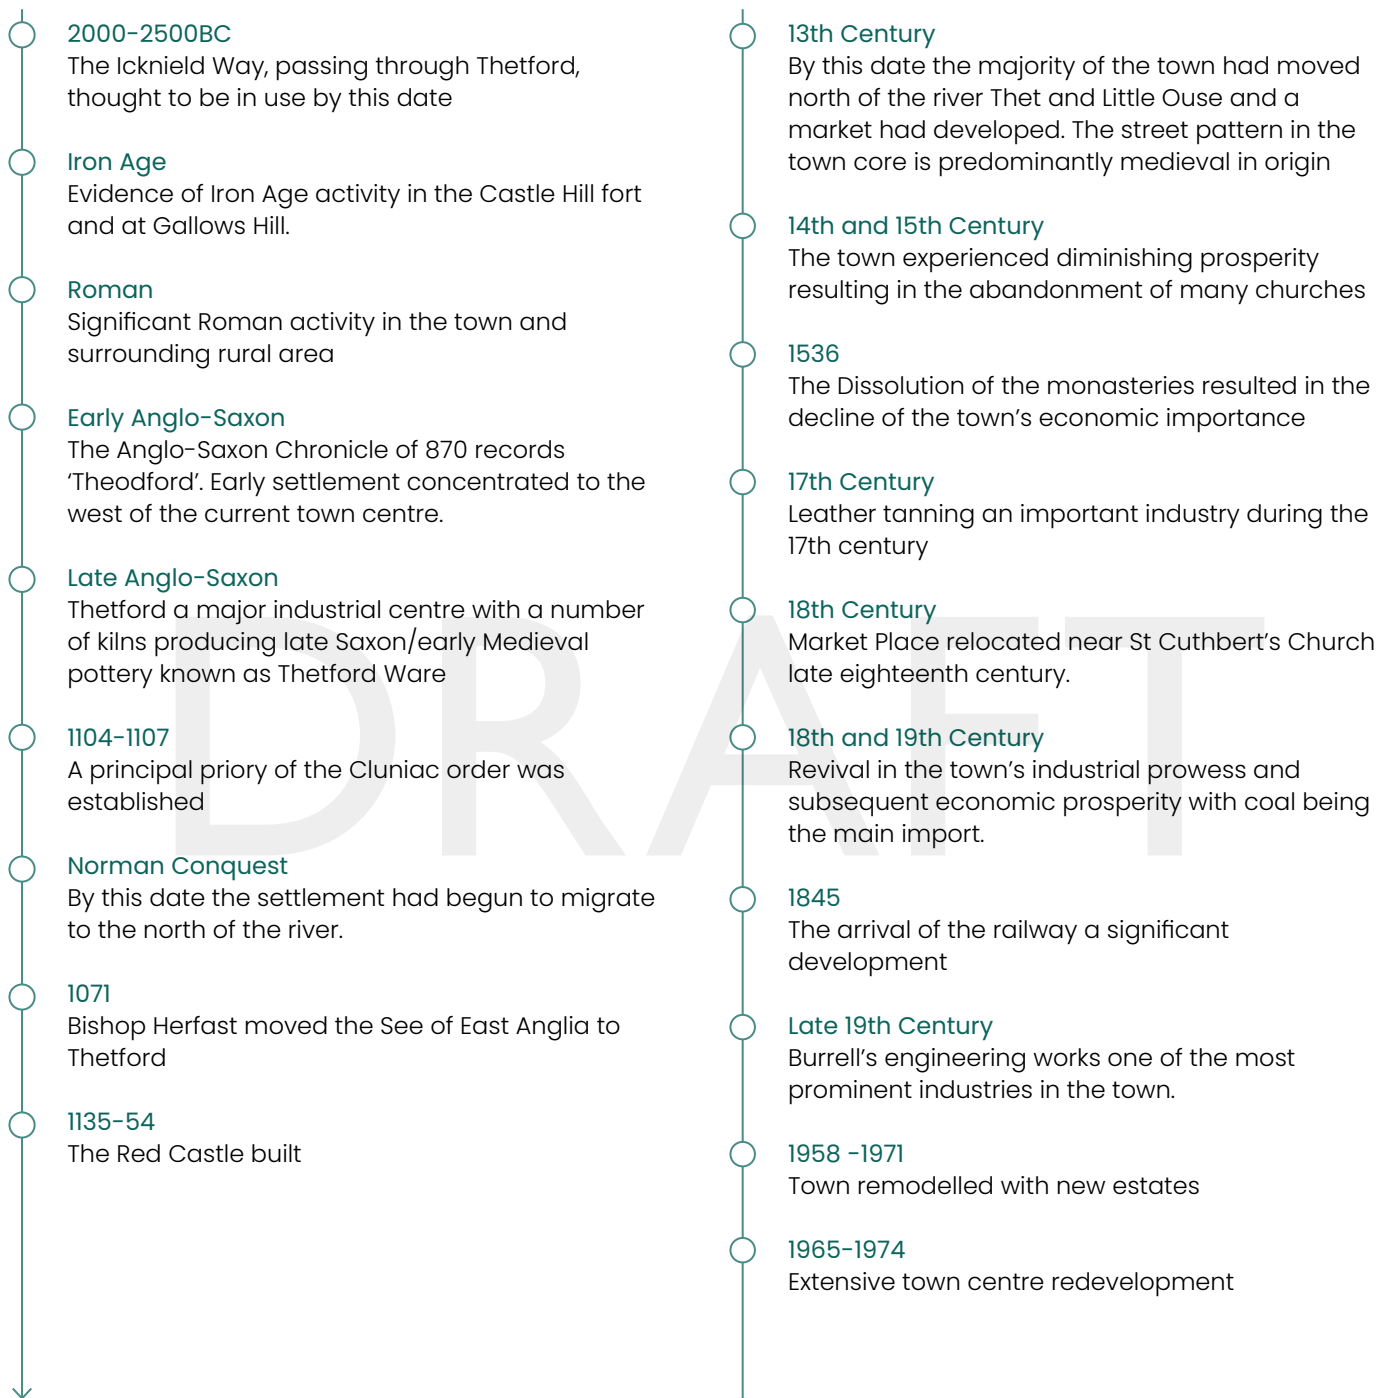 2000-2500BC
The Icknield Way, passing through Thetford,
thought to be in use by this date
Iron Age
Evidence of Iron Age activity in the Castle Hill fort
and at Gallows Hill.
Roman
Significant Roman activity in the town and
surrounding rural area
Early Anglo-Saxon
The Anglo-Saxon Chronicle of 870 records
‘Theodford’. Early settlement concentrated to the
west of the current town centre.
Late Anglo-Saxon
Thetford a major industrial centre with a number
of kilns producing late Saxon/early Medieval
pottery known as Thetford Ware
1104-1107
A principal priory of the Cluniac order was
established
Norman Conquest
By this date the settlement had begun to migrate
to the north of the river.
1071
Bishop Herfast moved the See of East Anglia to
Thetford
1135-54
The Red Castle built
13th Century
By this date the majority of the town had moved
north of the river Thet and Little Ouse and a
market had developed. The street pattern in the
town core is predominantly medieval in origin
14th and 15th Century
The town experienced diminishing prosperity
resulting in the abandonment of many churches
1536
The Dissolution of the monasteries resulted in the
decline of the town’s economic importance
17th Century
Leather tanning an important industry during the
17th century
18th Century
Market Place relocated near St Cuthbert’s Church
late eighteenth century.
18th and 19th Century
Revival in the town’s industrial prowess and
subsequent economic prosperity with coal being
the main import.
1845
The arrival of the railway a significant
development
Late 19th Century
Burrell’s engineering works one of the most
prominent industries in the town.
1958 -1971
Town remodelled with new estates
1965-1974
Extensive town centre redevelopment
DRAFT